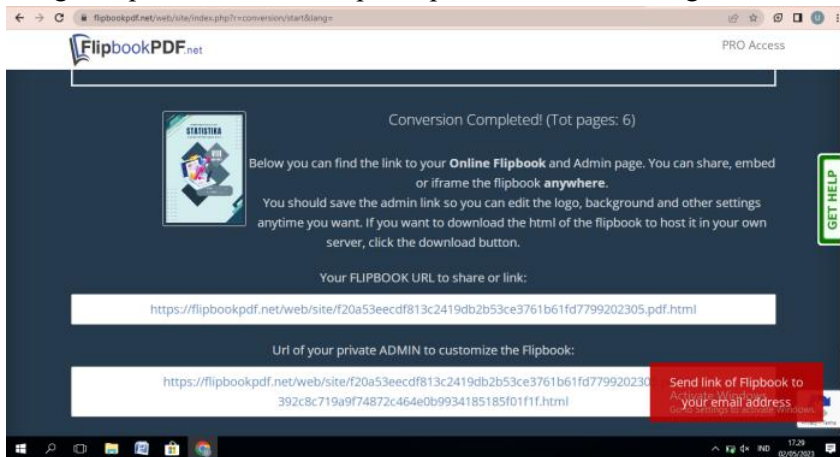 flipbookpdf.net/web/site/index.php?r=conversion/start&lang=
FlipbookPDF.net
PRO Access
STATISTIKA
VIII
Conversion Completed! (Tot pages: 6)
Below you can find the link to your Online Flipbook and Admin page. You can share, embed
or iframe the flipbook anywhere.
You should save the admin link so you can edit the logo, background and other settings
anytime you want. If you want to download the html of the flipbook to host it in your own
server, click the download button.
GET HELP
Your FLIPBOOK URL to share or link:
https://flipbookpdf.net/web/site/f20a53eecdf813c2419db2b53ce3761b61fd7799202305.pdf.html
Url of your private ADMIN to customize the Flipbook:
https://flipbookpdf.net/web/site/f20a53eecdf813c2419db2b53ce3761b61fd779920230
392c8c719a9f74872c464e0b9934185185f01f1f.html
Send link of Flipbook to
your email address
Activate Windows
Go to Settings to activate Windows.
IND
17.29
02/05/2023